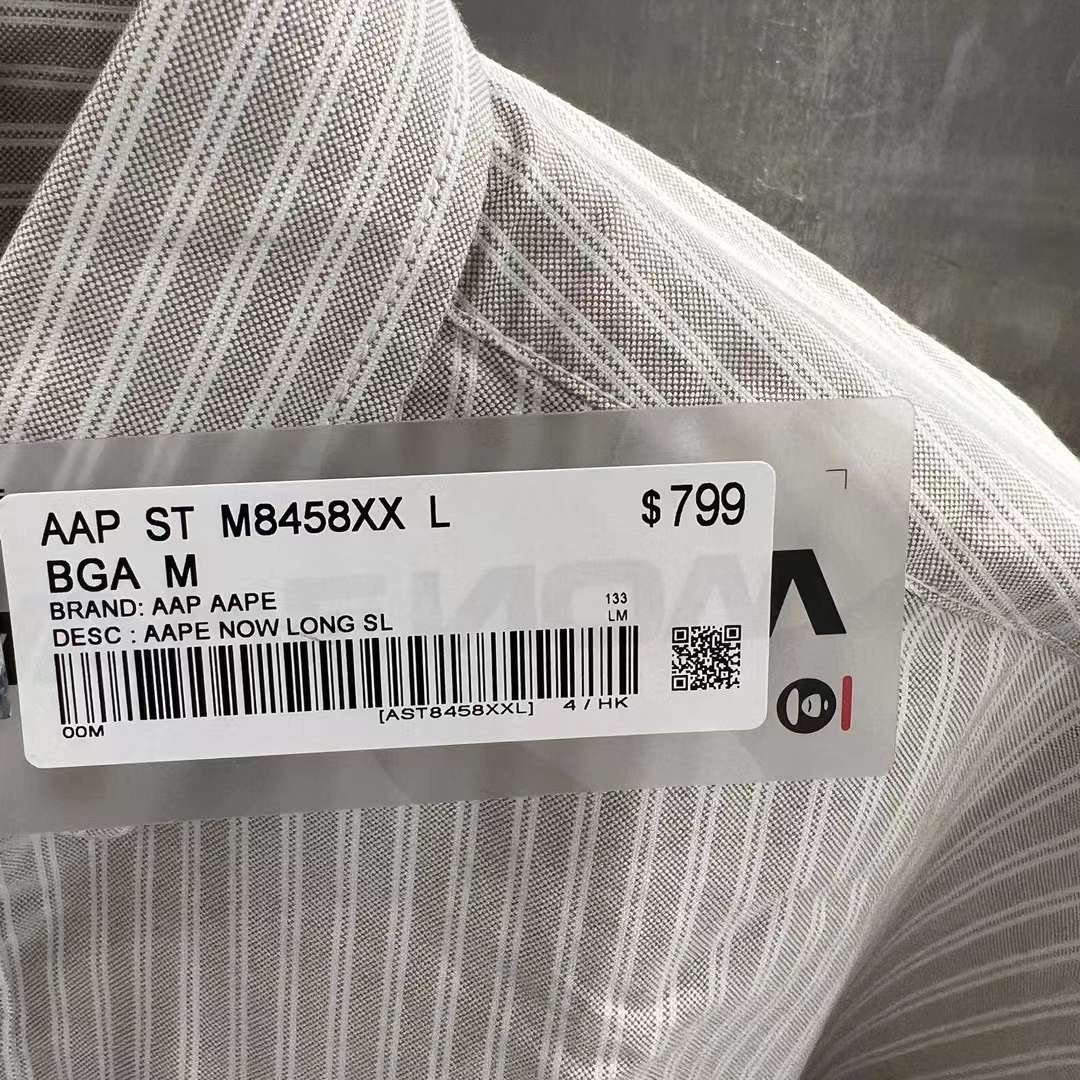 AAP ST M8458XX L
$799
BGA M
BRAND: AAP AAPE
133
DESC : AAPE NOW LONG SL
LM
[AST8458XXL] 4 / HK
00M